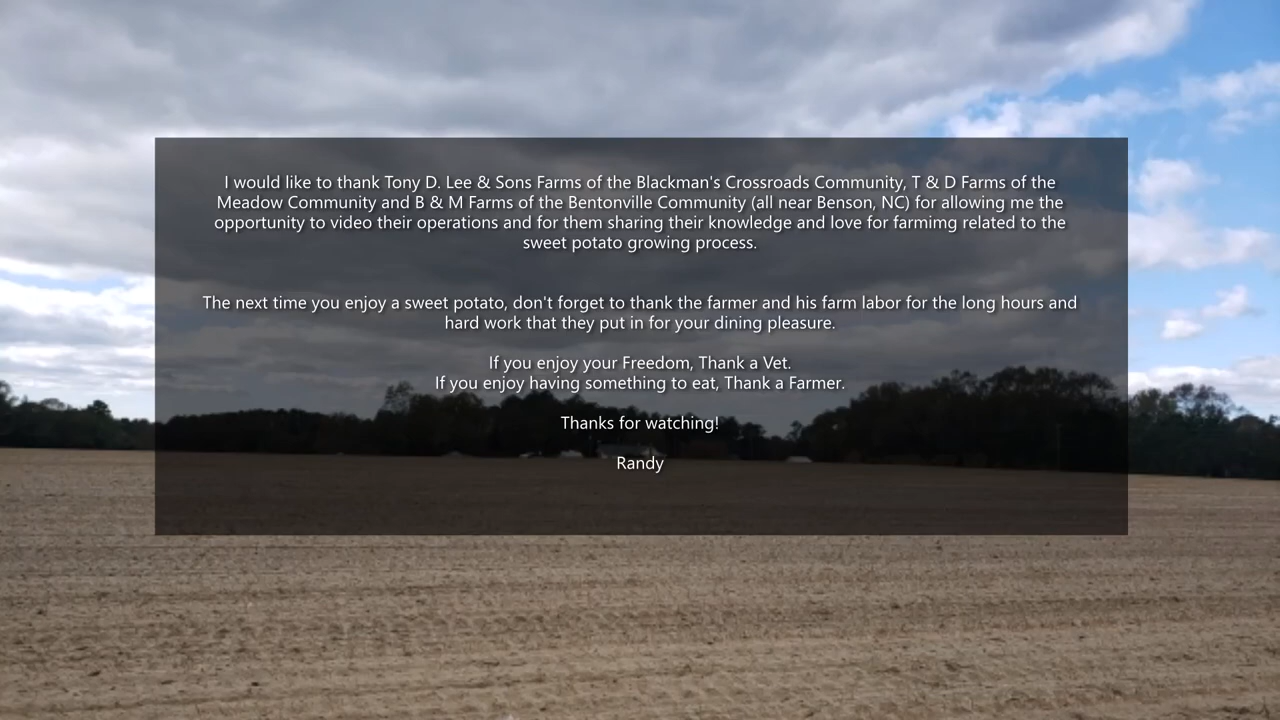 I would like to thank Tony D. Lee & Sons Farms of the Blackman's Crossroads Community, T & D Farms of the
Meadow Community and B & M Farms of the Bentonville Community (all near Benson, NC) for allowing me the
opportunity to video their operations and for them sharing their knowledge and love for farmimg related to the
sweet potato growing process.
The next time you enjoy a sweet potato, don't forget to thank the farmer and his farm labor for the long hours and
hard work that they put in for your dining pleasure.
If you enjoy your Freedom, Thank a Vet.
If you enjoy having something to eat, Thank a Farmer.
Thanks for watching!
Randy